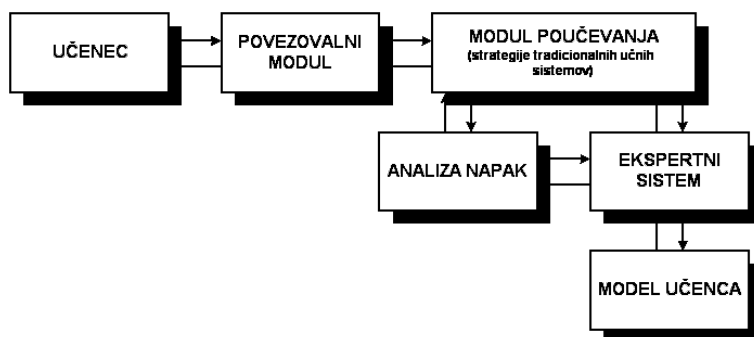 UČENEC
POVEZOVALNI
MODUL
MODUL POUČEVANJA
(strategije tradicionalnih učnih
sistemov)
ANALIZA NAPAK
EKSPERTNI
SISTEM
MODEL UČENCA